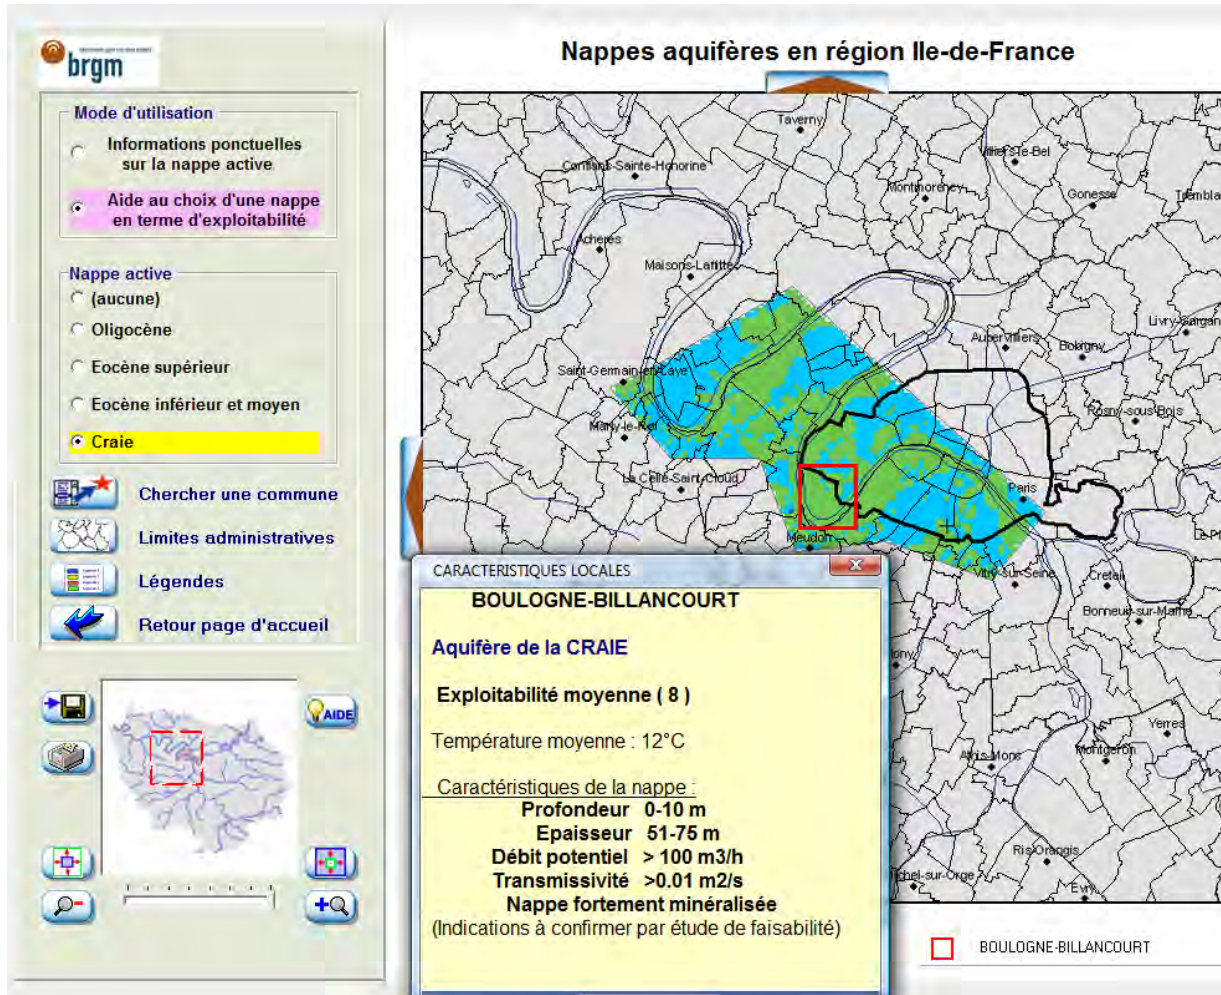 brgm
Mode d'utilisation
Informations ponctuelles
sur la nappe active
Aide au choix d'une nappe
en terme d'exploitabilité
Nappe active
(aucune)
Oligocène
Eocène supérieur
Eocène inférieur et moyen
Craie
Chercher une commune
Limites administratives
Légendes
Retour page d'accueil
AIDE
Nappes aquifères en région Ile-de-France
Taverny
Villiers-le-Bel
Conflans-Sainte-Honorine
Montmorency
Gonesse
Trembla
Achères
Maisons-Laffitte
Livry-Gargan
Aubervilliers
Bobigny
Saint-Germain-en-Laye
Rosny-sous-Bois
Marly-le-Roi
La Celle-Saint-Cloud
Paris
Meudon
Vitry-sur-Seine
Créteil
Bonneuil-sur-Marne
Yerres
Athis-Mons
Montgeron
Ris-Orangis
chel-sur-Orge
Evry
CARACTERISTIQUES LOCALES
BOULOGNE-BILLANCOURT
Aquifère de la CRAIE
Exploitabilité moyenne ( 8 )
Température moyenne : 12°C
Caractéristiques de la nappe :
Profondeur 0-10 m
Epaisseur 51-75 m
Débit potentiel > 100 m3/h
Transmissivité >0.01 m2/s
Nappe fortement minéralisée
(Indications à confirmer par étude de faisabilité)
BOULOGNE-BILLANCOURT